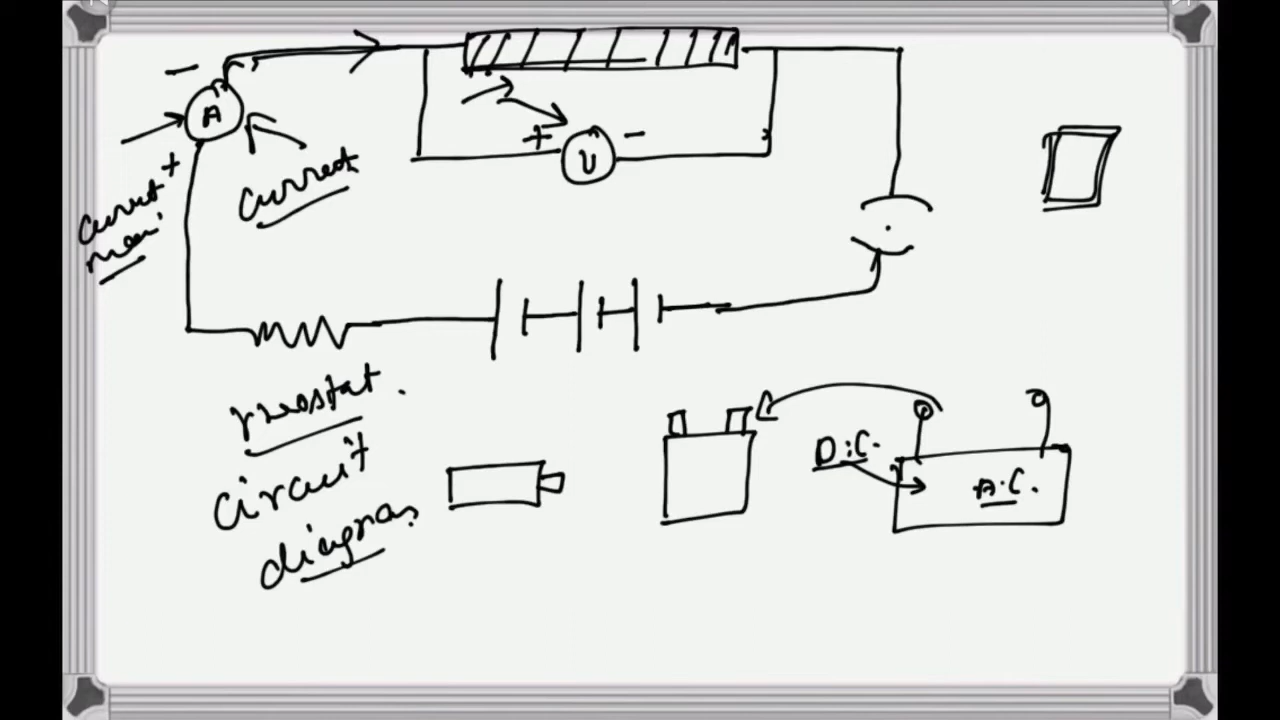 -
A
+
current
+
V
-
rheostat.
circuit
diagram
D.C.
A.C.